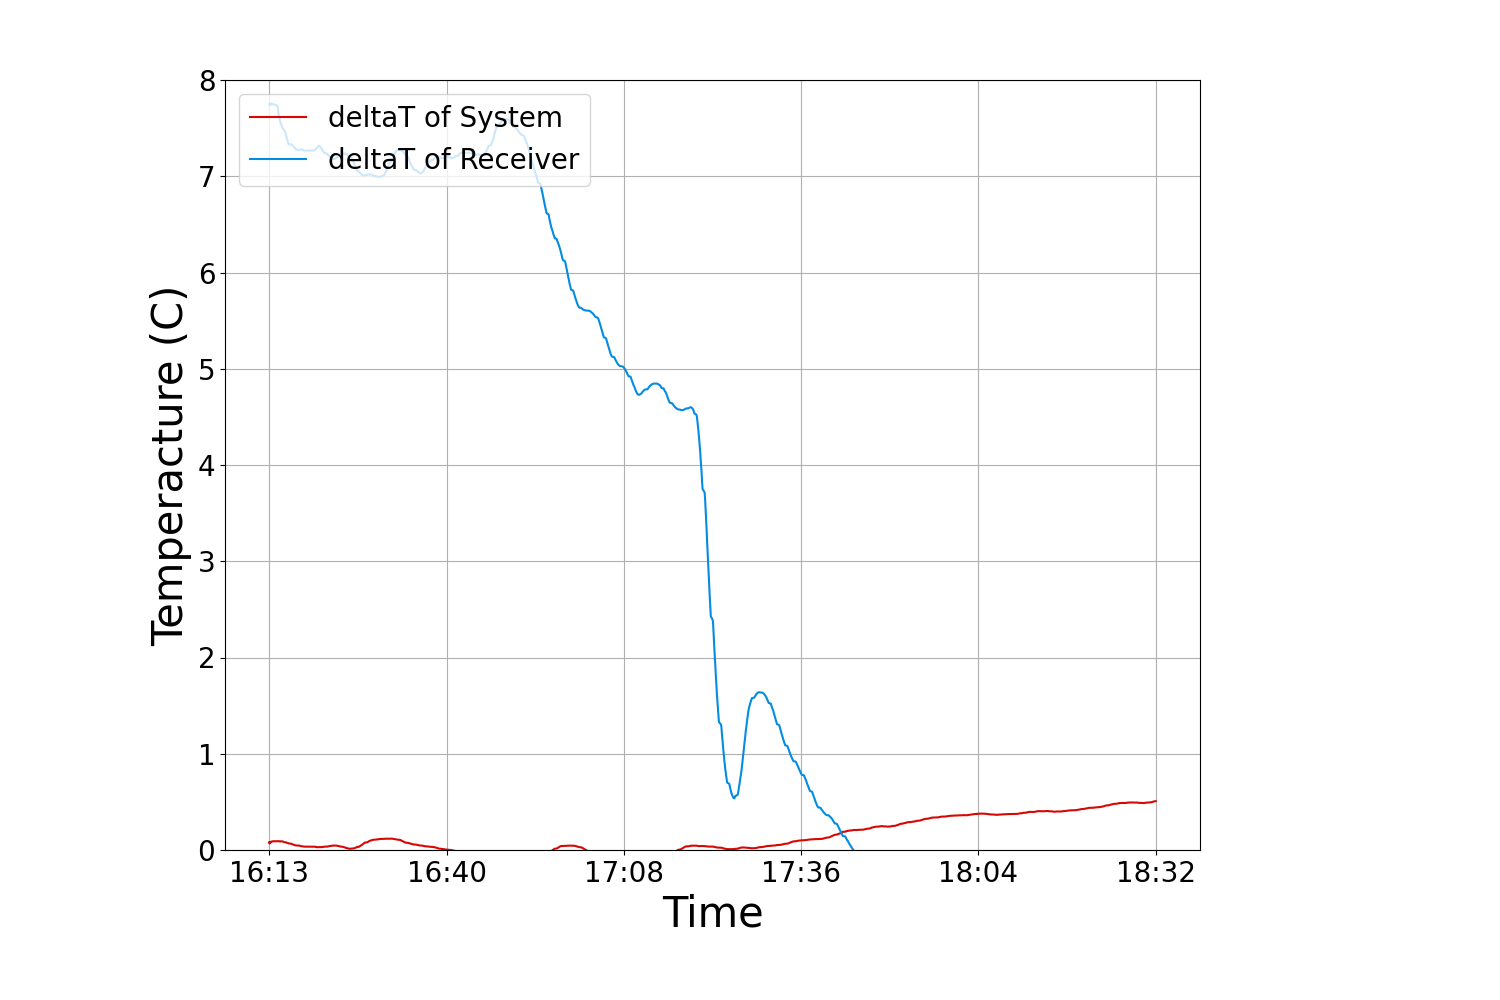 deltaT of System
deltaT of Receiver
8
7
6
5
4
3
2
1
0
Temperacture (C)
16:13 16:40 17:08 17:36 18:04 18:32
Time